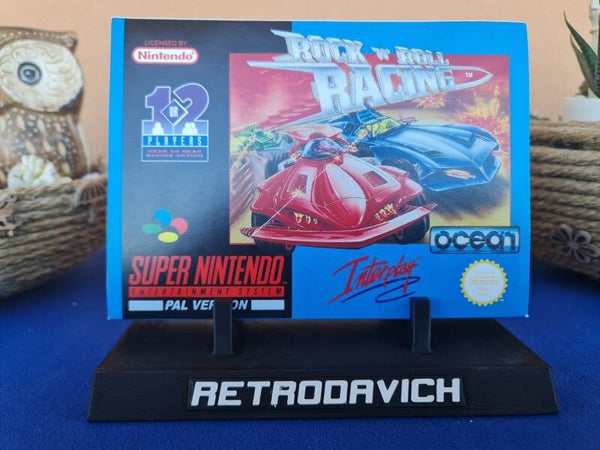 LICENSED BY
Nintendo
1 OR 2
PLAYERS
HEAD TO HEAD
RACING ACTION
ROCK 'N' ROLL
RACING™
ocean
SUPER NINTENDO
ENTERTAINMENT SYSTEM
PAL VERSION
Interplay
RETRODAVICH